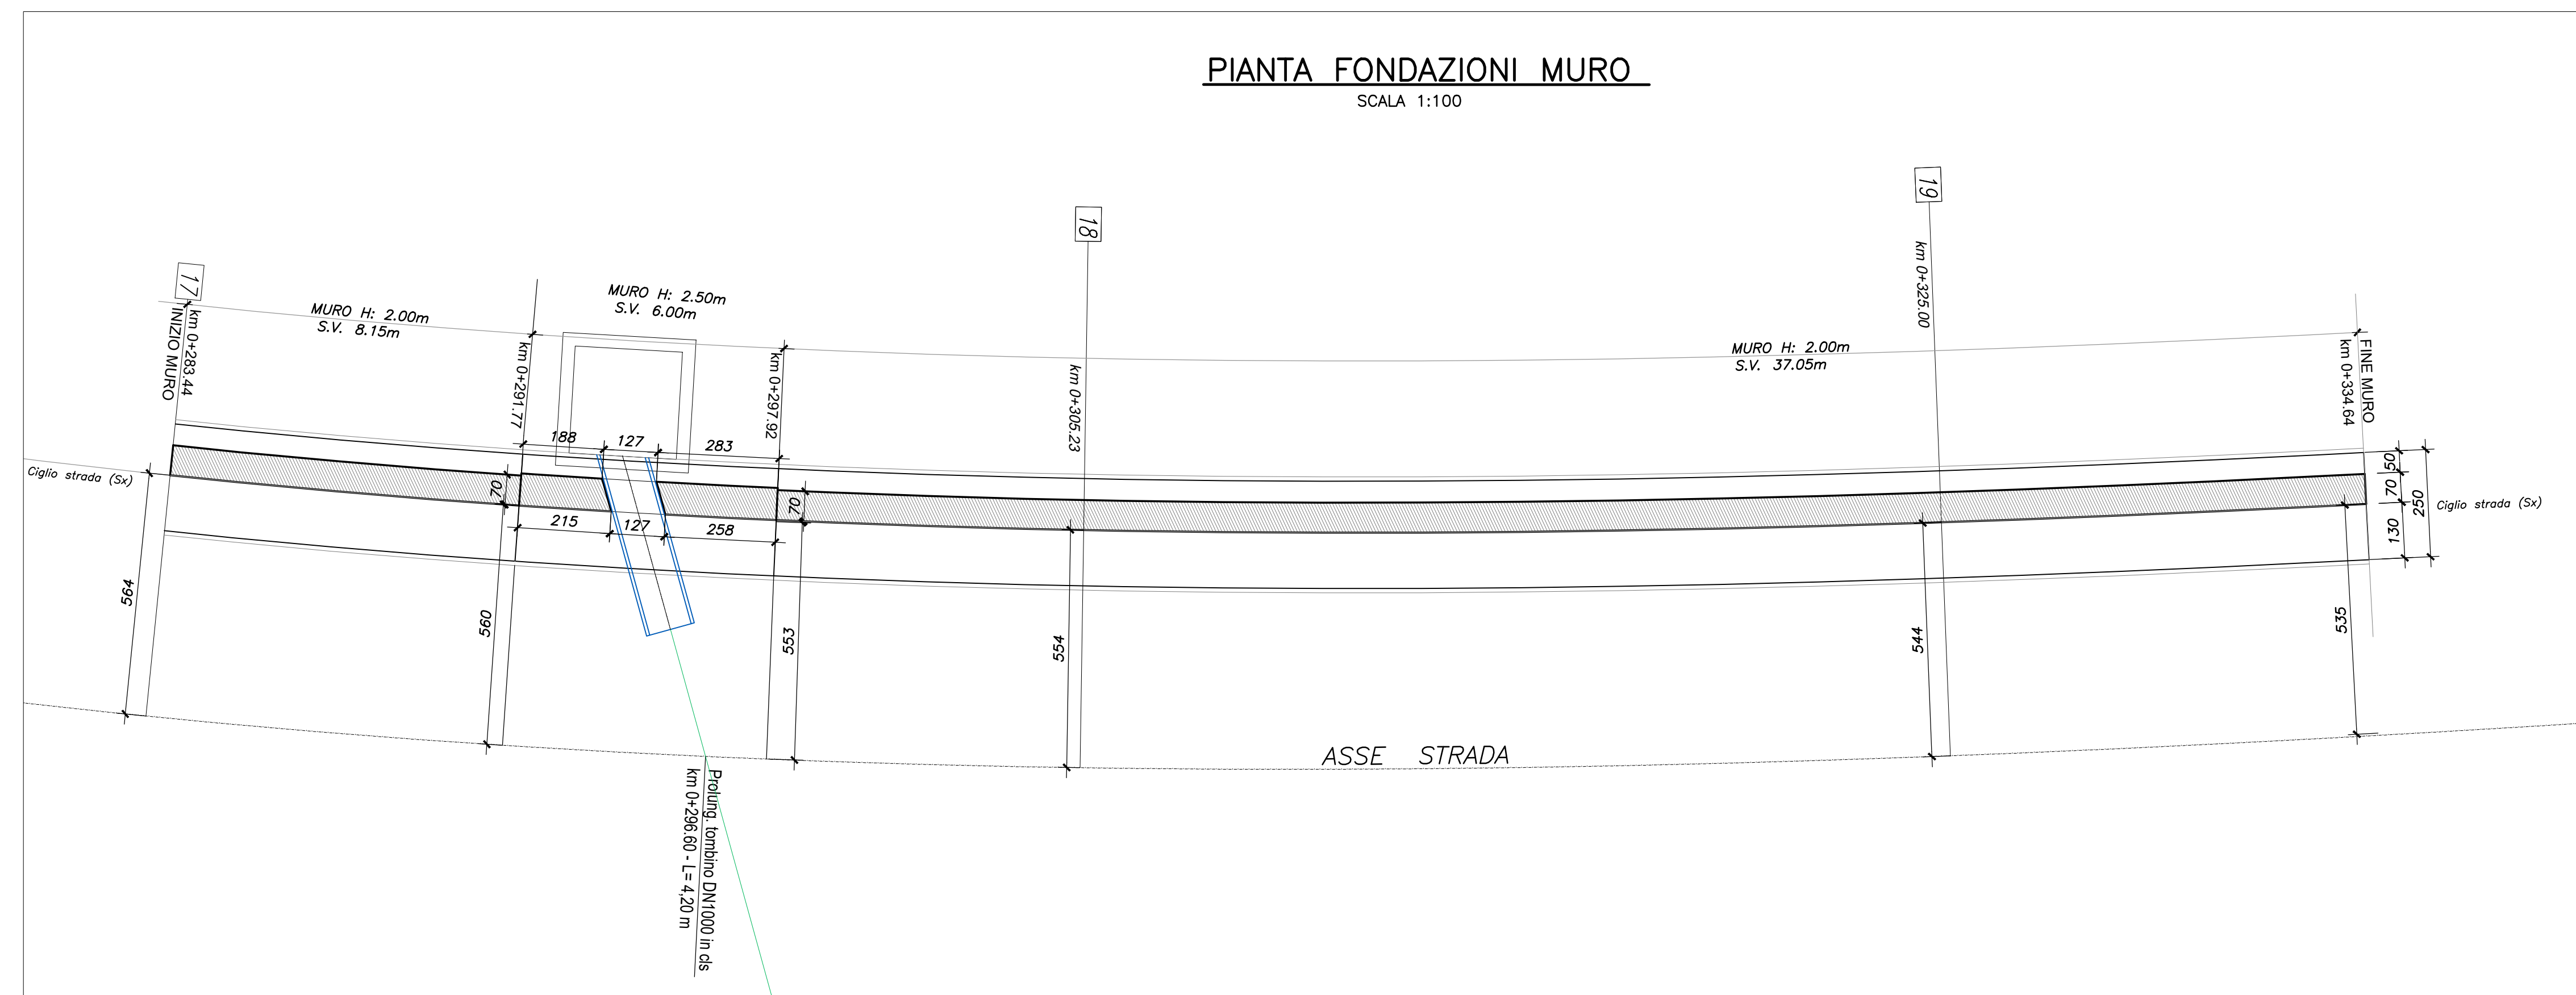 PIANTA FONDAZIONI MURO
SCALA 1:100
17
km 0+283.44
INIZIO MURO
MURO H: 2.00m
S.V. 8.15m
km 0+291.77
MURO H: 2.50m
S.V. 6.00m
km 0+297.92
18
km 0+305.23
MURO H: 2.00m
S.V. 37.05m
19
km 0+325.00
FINE MURO
km 0+334.64
188
127
283
Ciglio strada (Sx)
70
215
127
258
70
50
70
130
250
Ciglio strada (Sx)
564
560
553
554
544
535
ASSE STRADA
Prolung. tombino DN1000 in cls
km 0+296.60 - L= 4,20 m